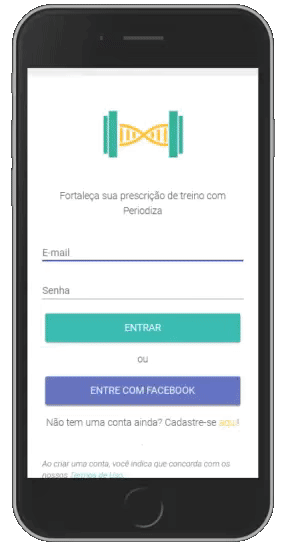 Fortaleça sua prescrição de treino com
Periodiza
E-mail
Senha
ENTRAR
ou
ENTRE COM FACEBOOK
Não tem uma conta ainda? Cadastre-se aqui!
Ao criar uma conta, você indica que concorda com os
nossos Termos de Uso